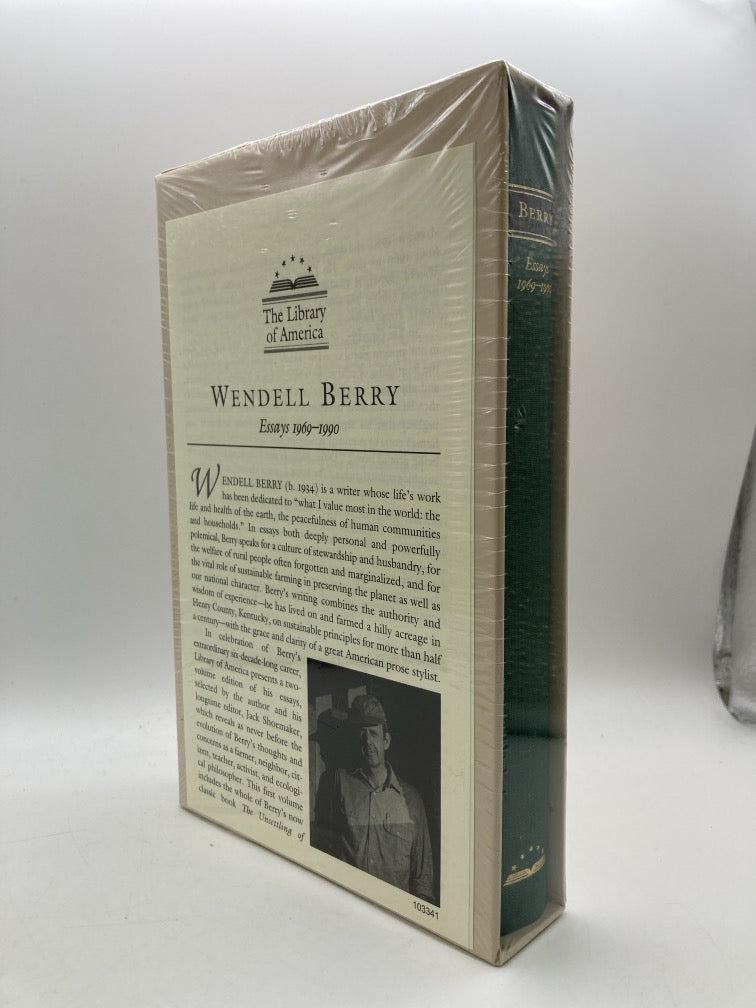 The Library
of America
WENDELL BERRY
Essays 1969–1990
WENDELL BERRY (b. 1934) is a writer whose life's work
has been dedicated to "what I value most in the world: the
life and health of the earth, the peacefulness of human communities
and households." In essays both deeply personal and powerfully
polemical, Berry speaks for a culture of stewardship and husbandry, for
the welfare of rural people often forgotten and marginalized, and for
the vital role of sustainable farming in preserving the planet as well as
our national character. Berry's writing combines the authority and
wisdom of experience—he has lived on and farmed a hilly acreage in
Henry County, Kentucky, on sustainable principles for more than half
a century—with the grace and clarity of a great American prose stylist.
In celebration of Berry's
extraordinary six-decade-long career,
Library of America presents a two-
volume edition of his essays,
selected by the author and his
longtime editor, Jack Shoemaker,
which reveals as never before the
evolution of Berry's thoughts and
concerns as a farmer, neighbor, cit-
izen, teacher, activist, and ecologi-
cal philosopher. This first volume
includes the whole of Berry's now
classic book The Unsettling of
103341
BERRY
Essays
1969–199